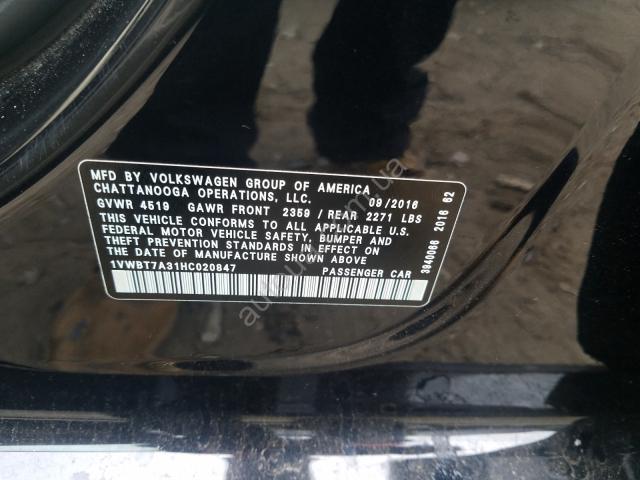 MFD BY VOLKSWAGEN GROUP OF AMERICA
CHATTANOOGA OPERATIONS, LLC. 09/2016
GVWR 4519 GAWR FRONT 2359 / REAR 2271 LBS
THIS VEHICLE CONFORMS TO ALL APPLICABLE U.S.
FEDERAL MOTOR VEHICLE SAFETY, BUMPER AND
THEFT PREVENTION STANDARDS IN EFFECT ON
THE DATE OF MANUFACTURE SHOWN ABOVE
1VWBT7A31HC020847 PASSENGER CAR
3940066 2016 62